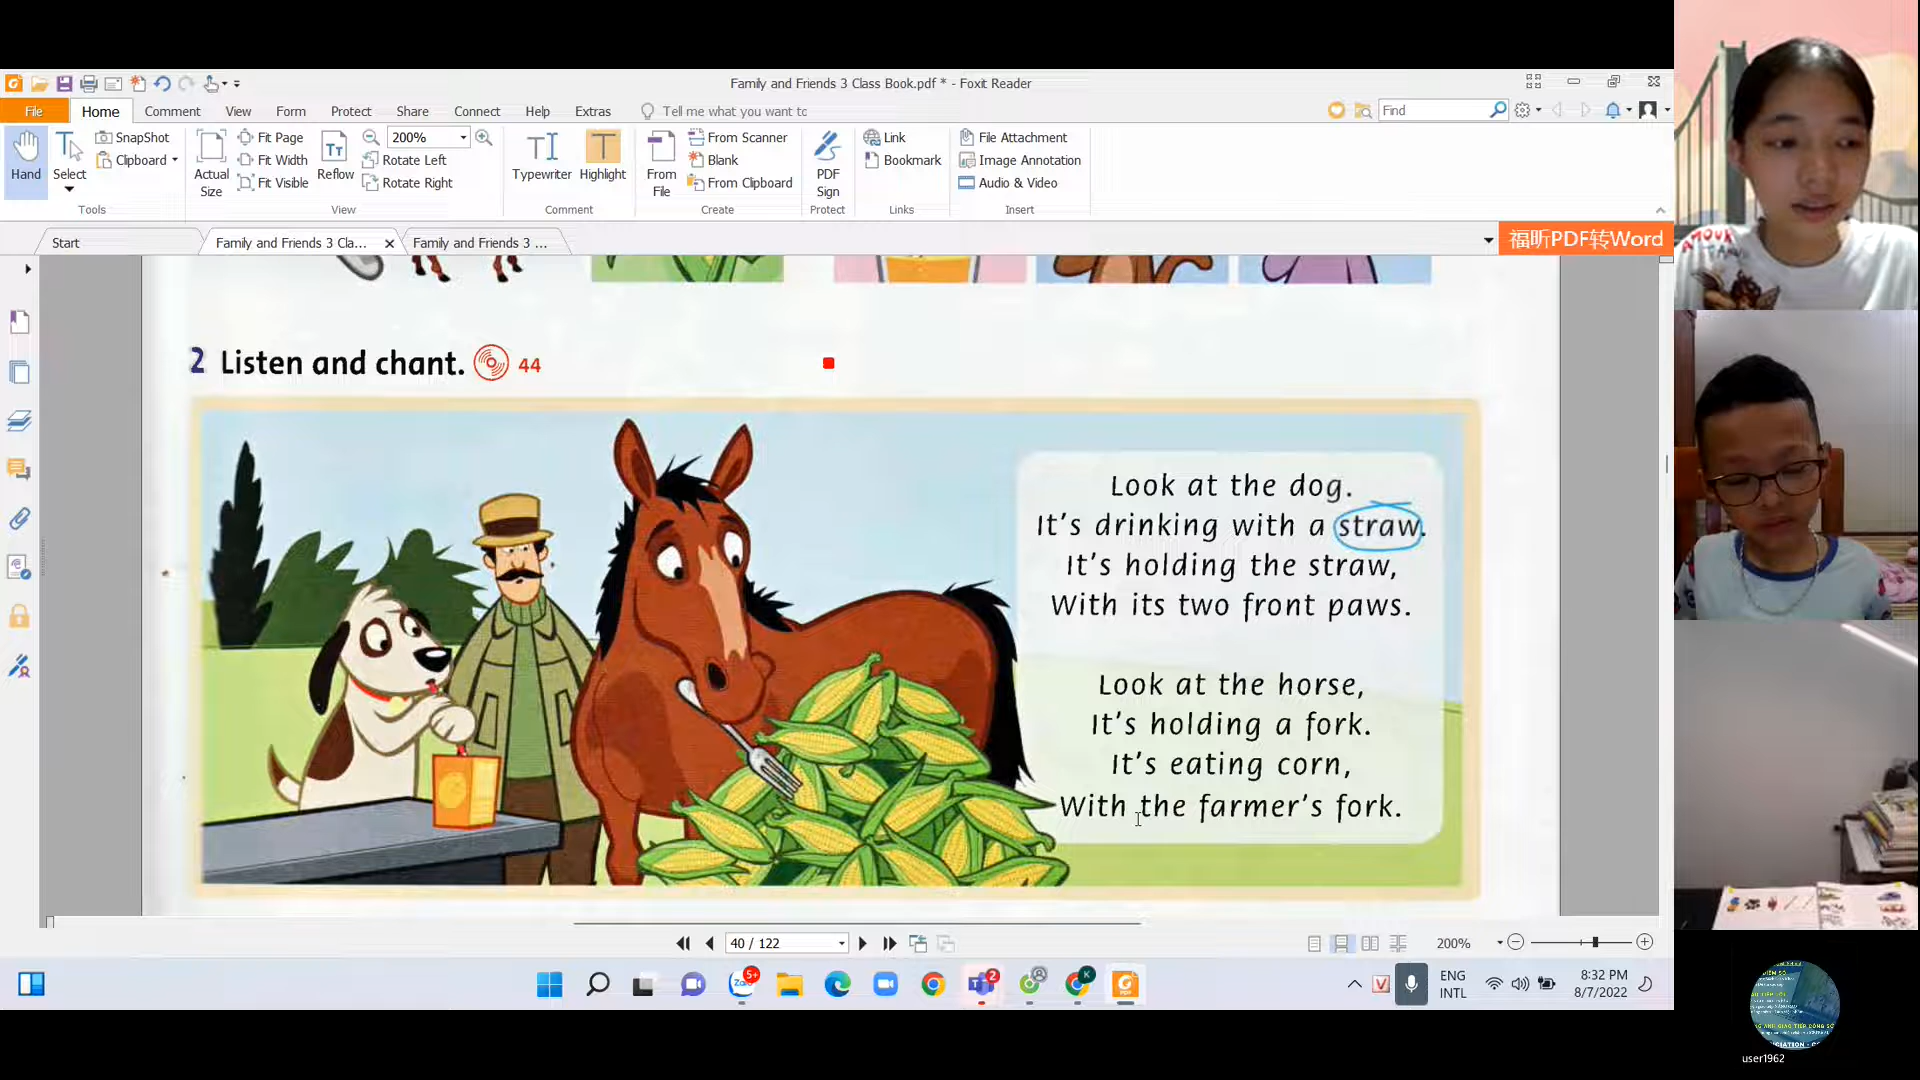 Family and Friends 3 Class Book.pdf * - Foxit Reader
File Home Comment View Form Protect Share Connect Help Extras Tell me what you want to
Find
Hand
Select
SnapShot
Clipboard
Tools
Actual Size
Fit Page
Fit Width
Fit Visible
Reflow
200%
Rotate Left
Rotate Right
View
Typewriter
Highlight
Comment
From File
From Scanner
Blank
From Clipboard
Create
PDF Sign
Protect
Link
Bookmark
Links
File Attachment
Image Annotation
Audio & Video
Insert
Start
Family and Friends 3 Cla...
Family and Friends 3 ...
福昕PDF转Word
2 Listen and chant. 44
Look at the dog.
It's drinking with a straw.
It's holding the straw,
With its two front paws.
Look at the horse,
It's holding a fork.
It's eating corn,
With the farmer's fork.
40 / 122
200%
5+
Zalo
2
K
V
ENG
INTL
8:32 PM
8/7/2022
user1962